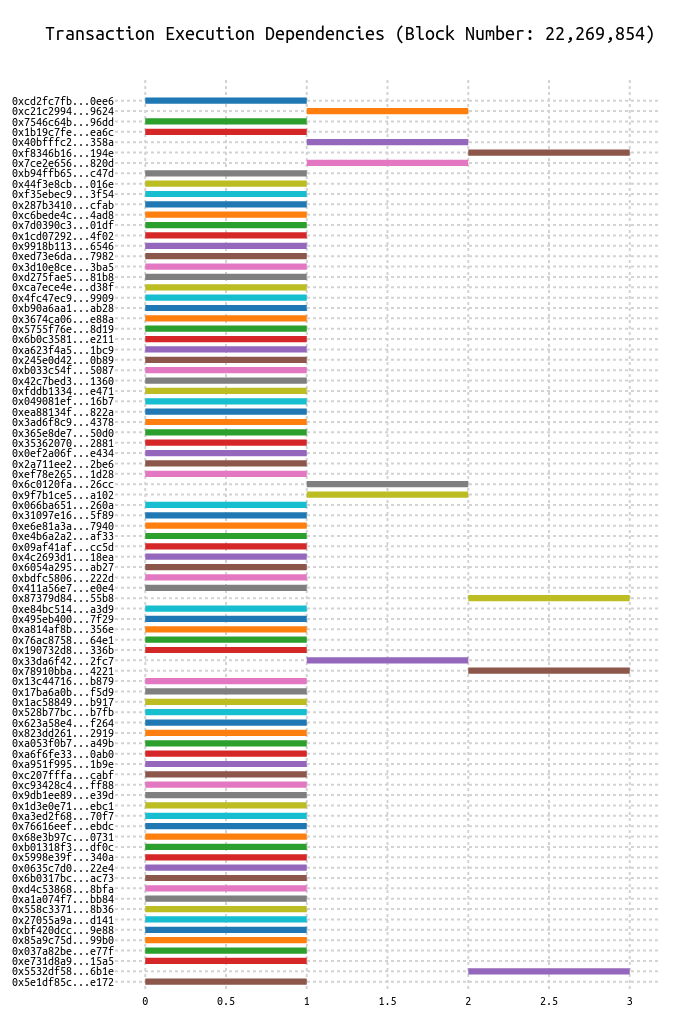 Transaction Execution Dependencies (Block Number: 22,269,854)
0xcd2fc7fb...0ee6
0xc21c2994...9624
0x7546c64b...96dd
0x1b19c7fe...ea6c
0x40bfffc2...358a
0xf8346b16...194e
0x7ce2e656...820d
0xb94ffb65...c47d
0x44f3e8cb...016e
0xf35ebec9...3f54
0x287b3410...cfab
0xc6bede4c...4ad8
0x7d0390c3...01df
0x1cd07292...4f02
0x9918b113...6546
0xed73e6da...7982
0x3d10e8ce...3ba5
0xd275fae5...81b8
0xca7ece4e...d38f
0x4fc47ec9...9909
0xb90a6aa1...ab28
0x3674ca06...e88a
0x5755f76e...8d19
0x6b0c3581...e211
0xa623f4a5...1bc9
0x245e0d42...0b89
0xb033c54f...5087
0x42c7bed3...1360
0xfddb1334...e471
0x049081ef...16b7
0xea88134f...822a
0x3ad6f8c9...4378
0x365e8de7...50d0
0x35362070...2881
0x0ef2a06f...e434
0x2a711ee2...2be6
0xef78e265...1d28
0x6c0120fa...26cc
0x9f7b1ce5...a102
0x066ba651...260a
0x31097e16...5f89
0xe6e81a3a...7940
0xe4b6a2a2...af33
0x09af41af...cc5d
0x4c2693d1...18ea
0x6054a295...ab27
0xbdfc5806...222d
0x411a56e7...e0e4
0x87379d84...55b8
0xe84bc514...a3d9
0x495eb400...7f29
0xa814af8b...356e
0x76ac8758...64e1
0x190732d8...336b
0x33da6f42...2fc7
0x78910bba...4221
0x13c44716...b879
0x17ba6a0b...f5d9
0x1ac58849...b917
0x528b77bc...b7fb
0x623a58e4...f264
0x823dd261...2919
0xa053f0b7...a49b
0xa6f6fe33...0ab0
0xa951f995...1b9e
0xc207fffa...cabf
0xc93428c4...ff88
0x9db1ee89...e39d
0x1d3e0e71...ebc1
0xa3ed2f68...70f7
0x76616eef...ebdc
0x68e3b97c...0731
0xb01318f3...df0c
0x5998e39f...340a
0x0635c7d0...22e4
0x6b0317bc...ac73
0xd4c53868...8bfa
0xa1a074f7...bb84
0x558c3371...8b36
0x27055a9a...d141
0xbf420dcc...9e88
0x85a9c75d...99b0
0x037a82be...e77f
0xe731d8a9...15a5
0x5532df58...6b1e
0x5e1df85c...e172
0 0.5 1 1.5 2 2.5 3